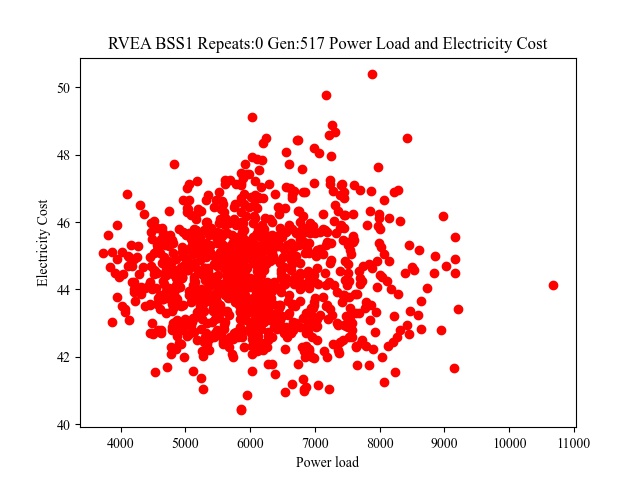 RVEA BSS1 Repeats:0 Gen:517 Power Load and Electricity Cost
50
48
46
44
42
40
Electricity Cost
4000 5000 6000 7000 8000 9000 10000 11000
Power load